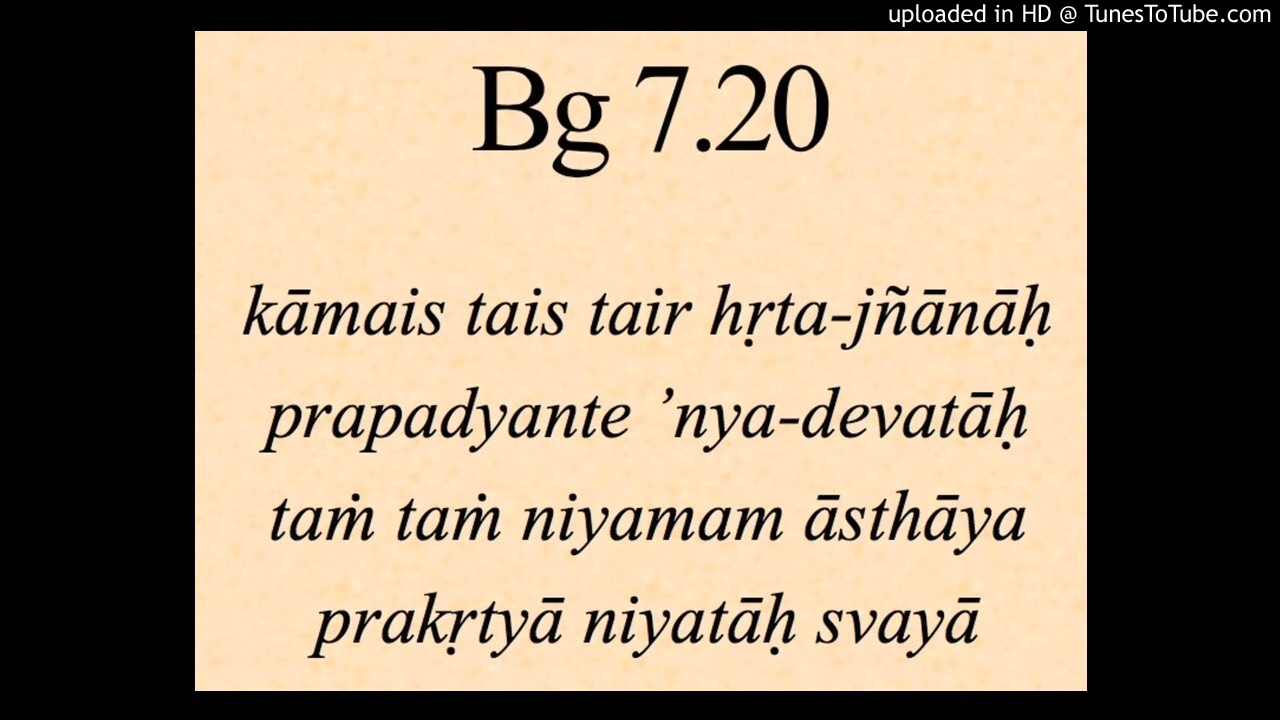 uploaded in HD @ TunesToTube.com
Bg 7.20
kāmais tais tair hṛta-jñānāḥ
prapadyante ’nya-devatāḥ
taṁ taṁ niyamam āsthāya
prakṛtyā niyatāḥ svayā